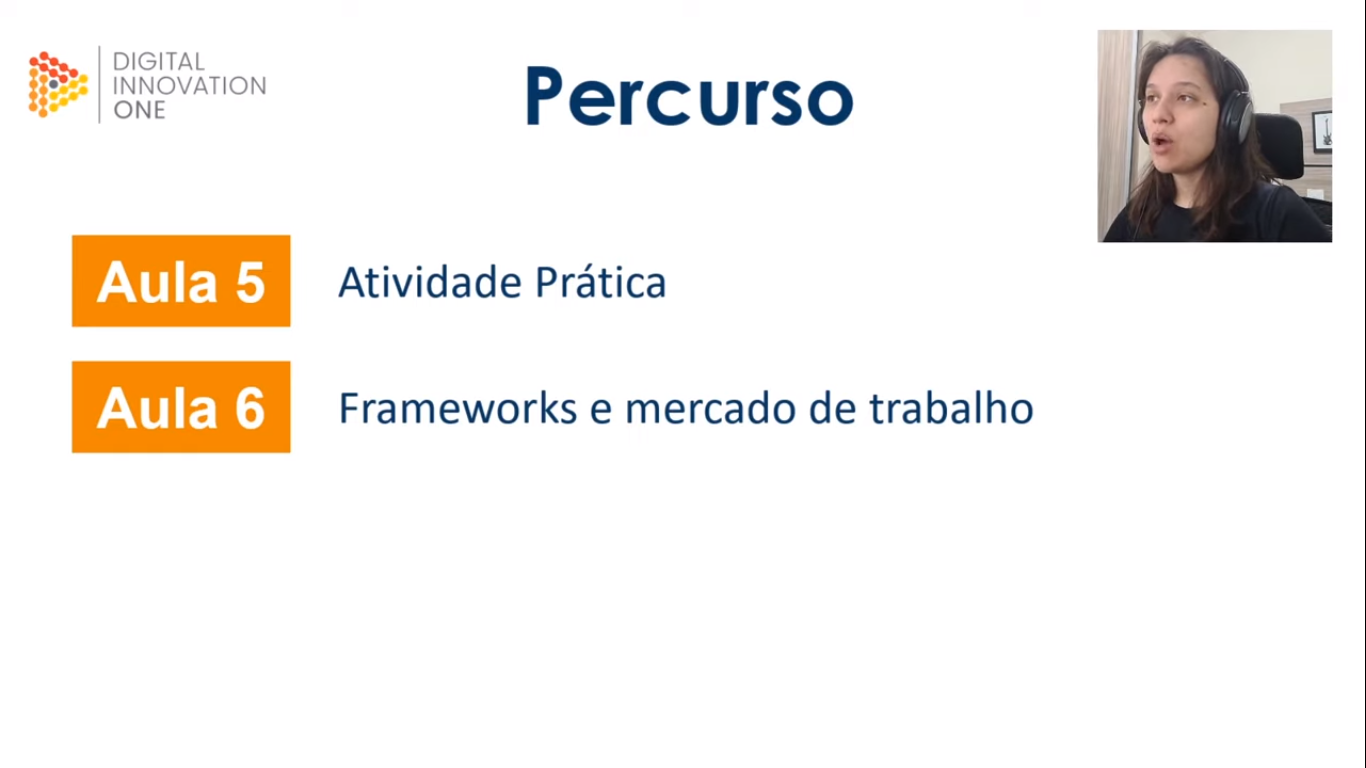 DIGITAL
INNOVATION
ONE
Percurso
Aula 5
Atividade Prática
Aula 6
Frameworks e mercado de trabalho